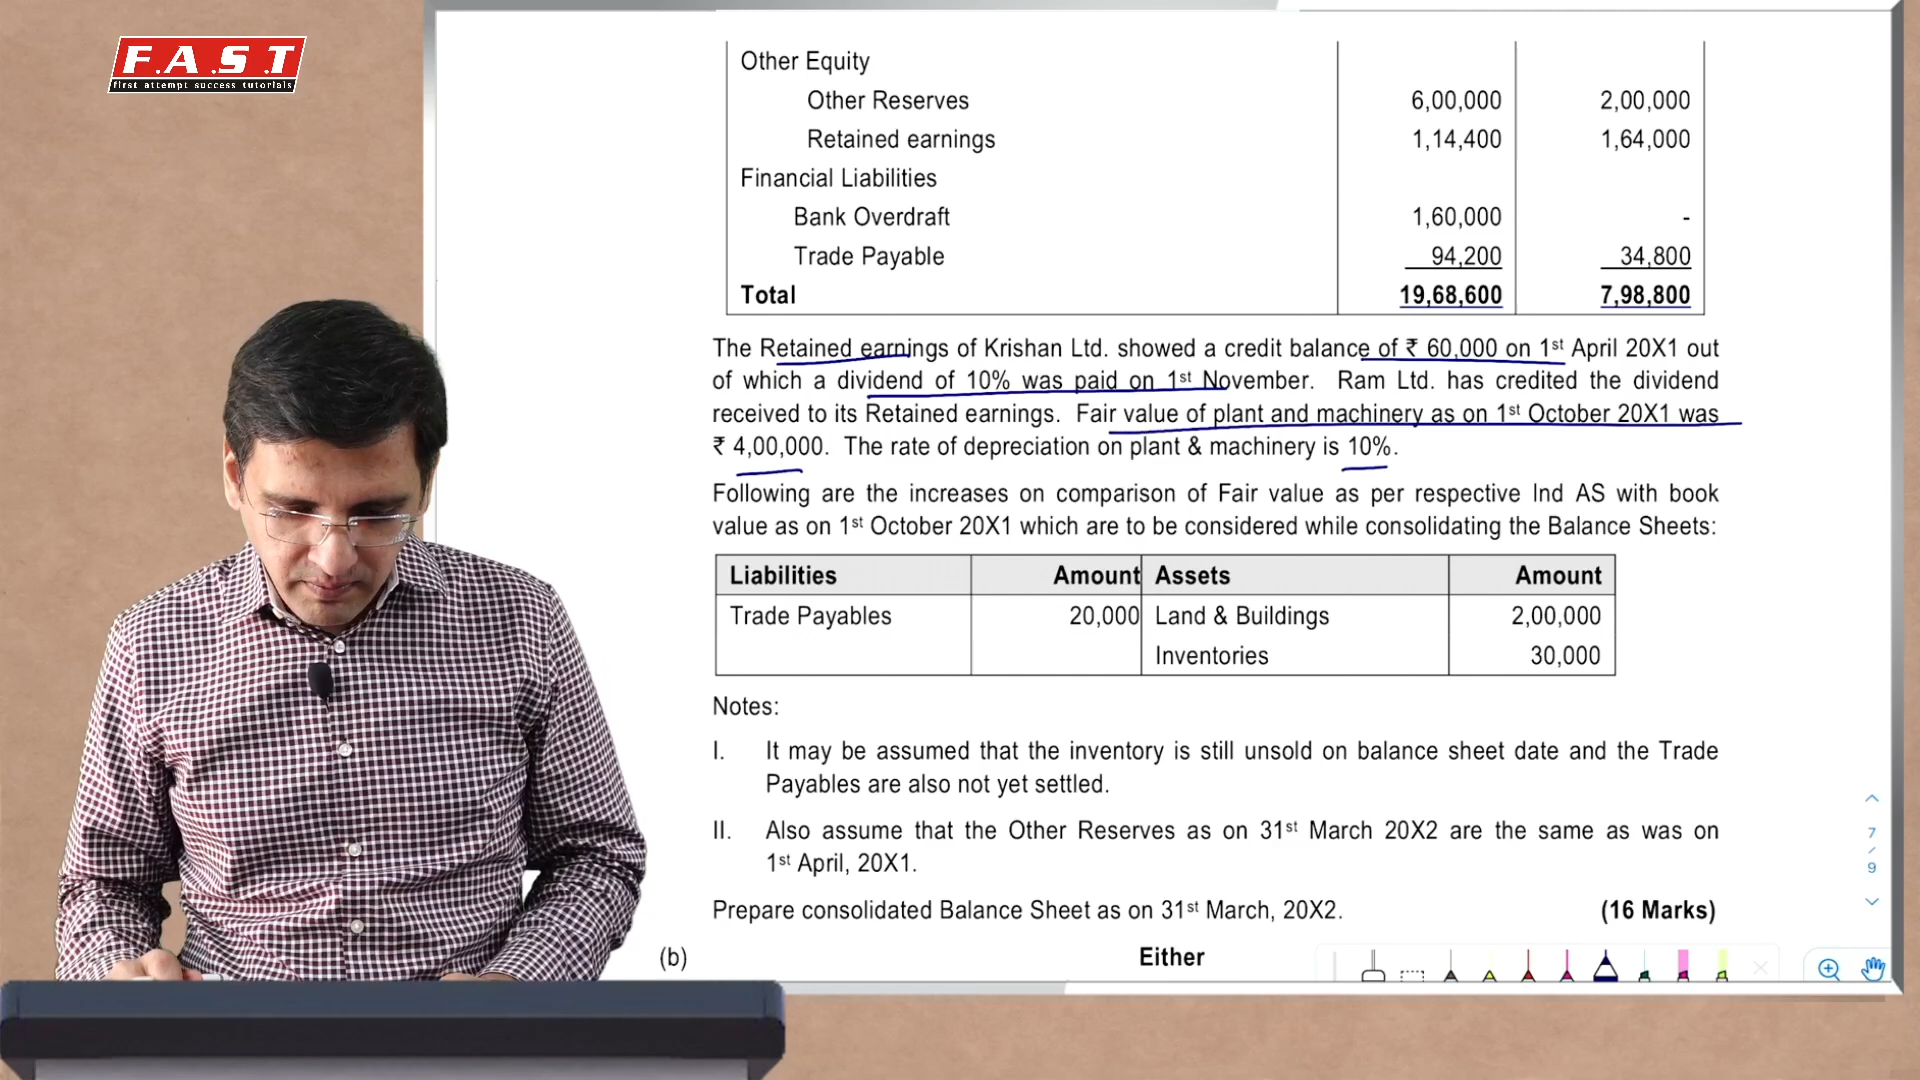 F.A.S.T
first attempt success tutorials
Other Equity
Other Reserves 6,00,000 2,00,000
Retained earnings 1,14,400 1,64,000
Financial Liabilities
Bank Overdraft 1,60,000 -
Trade Payable 94,200 34,800
Total 19,68,600 7,98,800
The Retained earnings of Krishan Ltd. showed a credit balance of ₹ 60,000 on 1st April 20X1 out
of which a dividend of 10% was paid on 1st November. Ram Ltd. has credited the dividend
received to its Retained earnings. Fair value of plant and machinery as on 1st October 20X1 was
₹ 4,00,000. The rate of depreciation on plant & machinery is 10%.
Following are the increases on comparison of Fair value as per respective Ind AS with book
value as on 1st October 20X1 which are to be considered while consolidating the Balance Sheets:
Liabilities Amount Assets Amount
Trade Payables 20,000 Land & Buildings 2,00,000
Inventories 30,000
Notes:
I. It may be assumed that the inventory is still unsold on balance sheet date and the Trade
Payables are also not yet settled.
II. Also assume that the Other Reserves as on 31st March 20X2 are the same as was on
1st April, 20X1.
Prepare consolidated Balance Sheet as on 31st March, 20X2. (16 Marks)
(b) Either
7
/
9